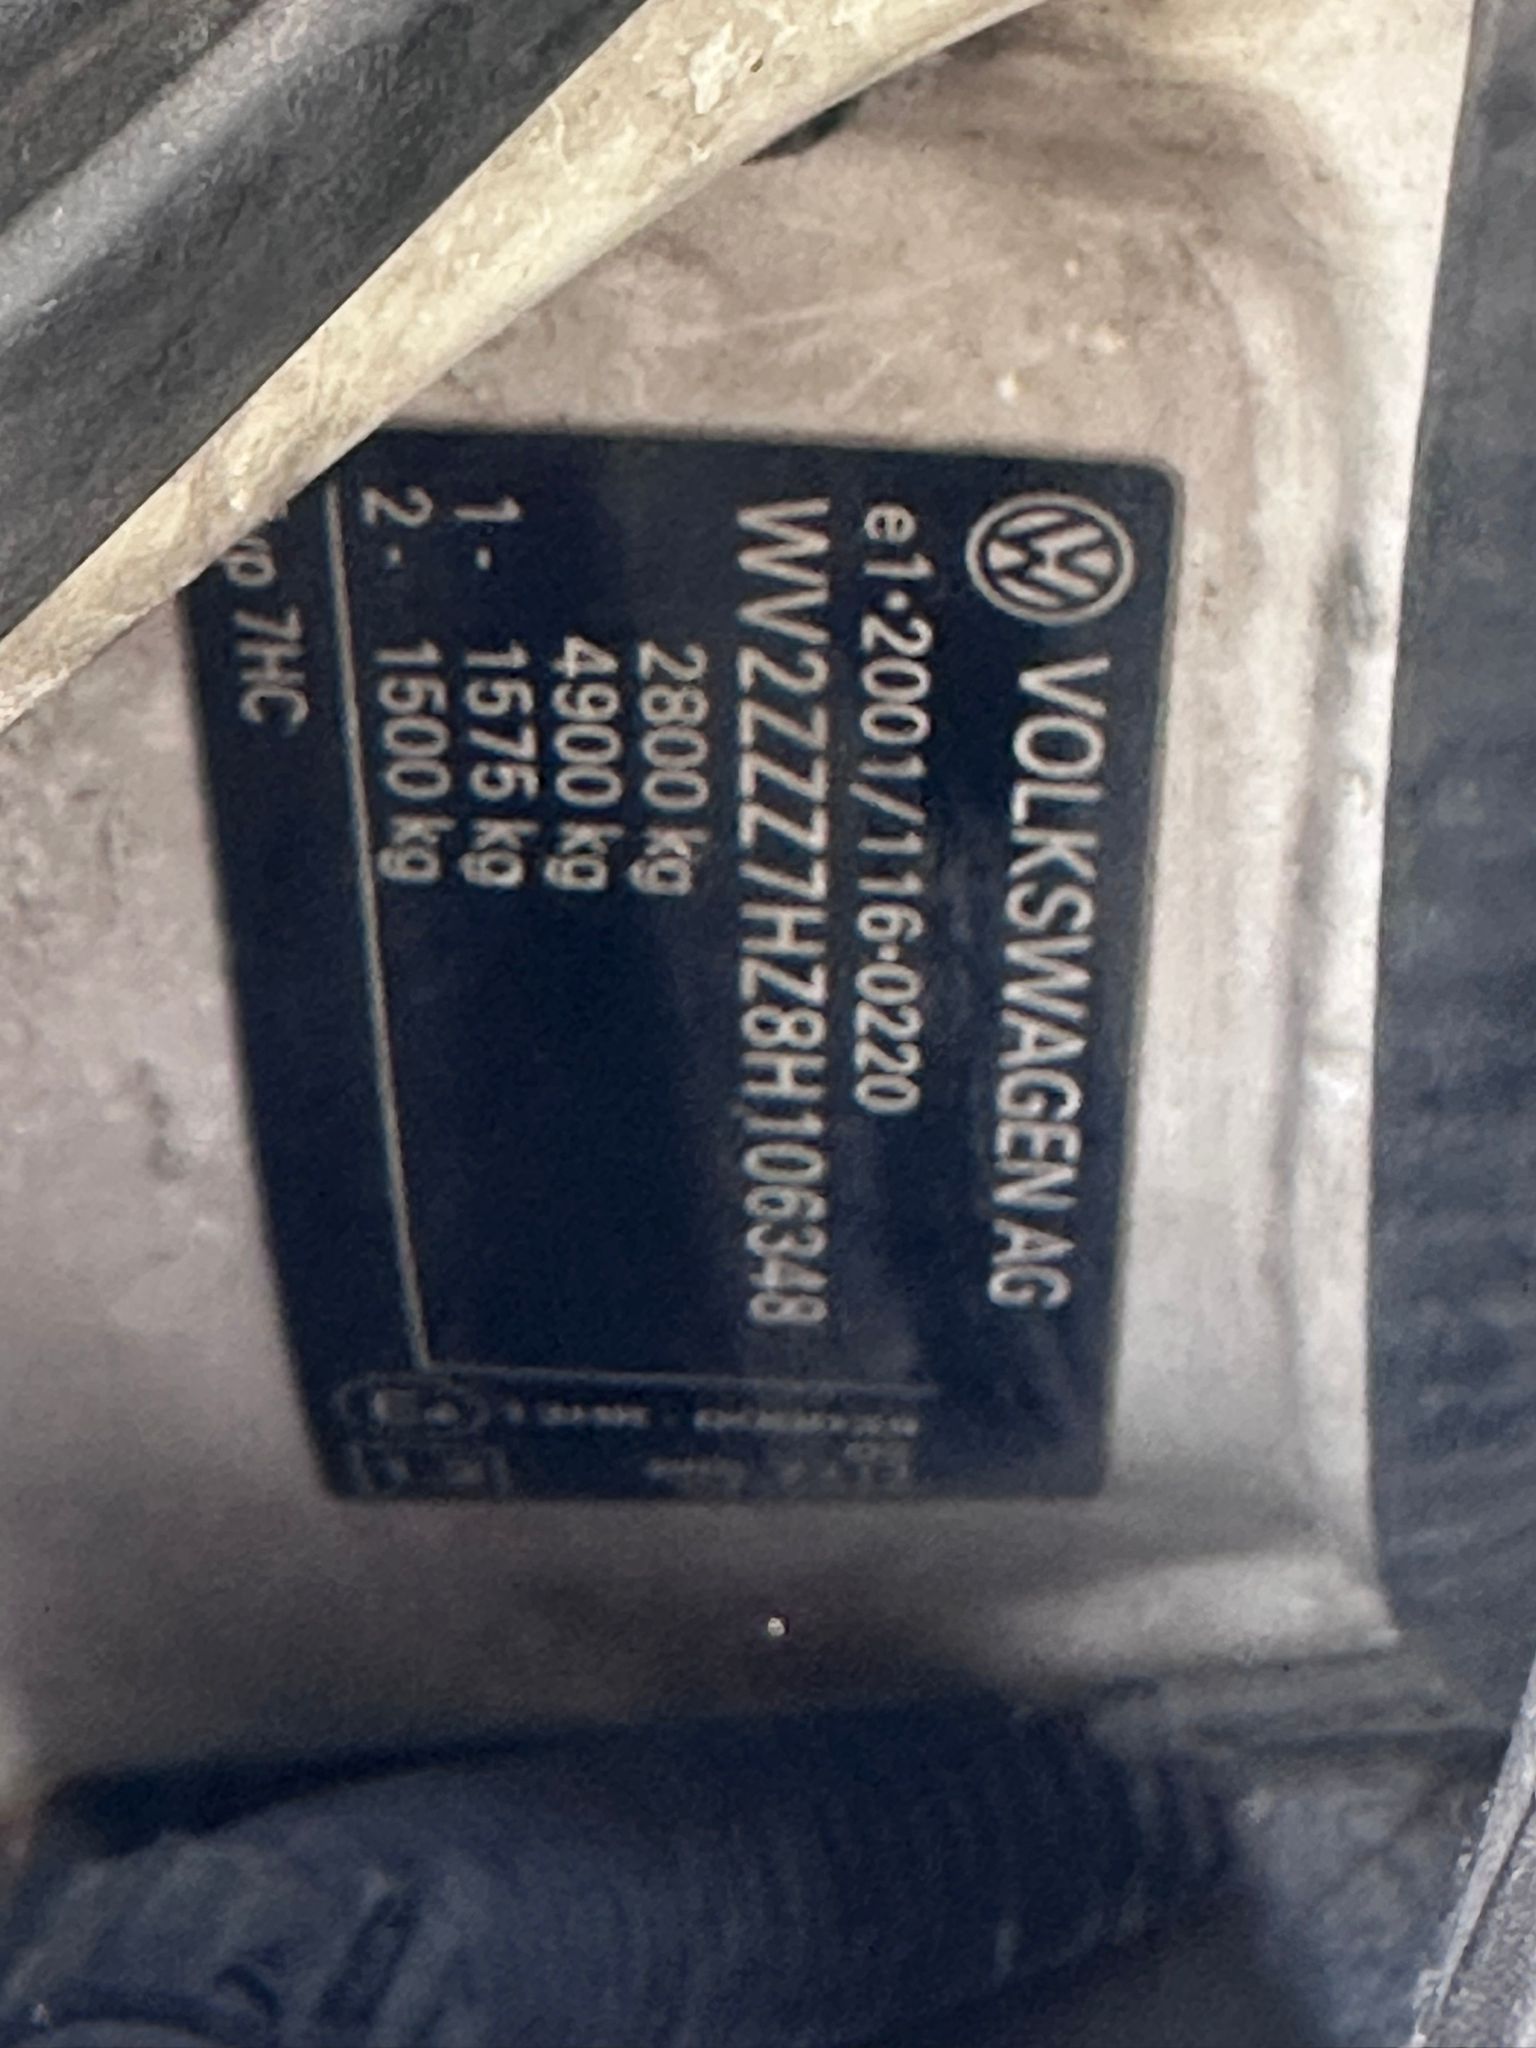 VOLKSWAGEN AG
e1*2001/116*0220
WV2ZZZ7HZ8H106348
2800 kg
4900 kg
1- 1575 kg
2- 1500 kg
7HC